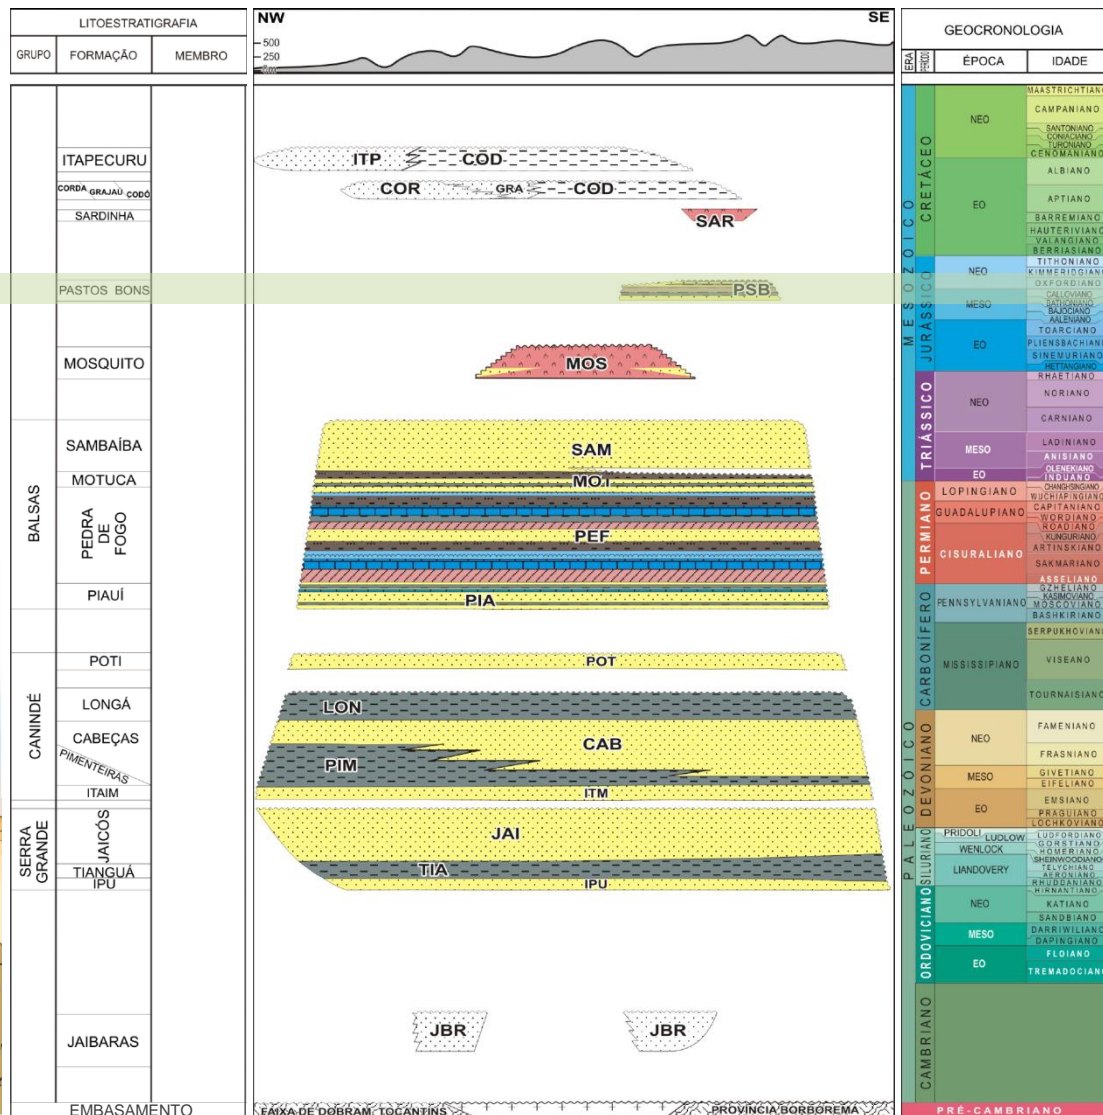 LITOESTRATIGRAFIA
GRUPO FORMAÇÃO MEMBRO
ITAPECURU
CORDA GRAJAÚ CODÓ
SARDINHA
PASTOS BONS
MOSQUITO
BALSAS
SAMBAÍBA
MOTUCA
PEDRA
DE
FOGO
PIAUÍ
CANINDÉ
POTI
LONGÁ
CABEÇAS
PIMENTEIRAS
ITAIM
SERRA
GRANDE
JAICÓS
TIANGUÁ
IPU
JAIBARAS
EMBASAMENTO
NW SE
500
250
0m
ITP COD
COR GRA COD
SAR
PSB
MOS
SAM
MOT
PEF
PIA
POT
LON
CAB
PIM
ITM
JAI
TIA
IPU
JBR JBR
FAIXA DE DOBRAM. TOCANTINS PROVÍNCIA BORBOREMA
GEOCRONOLOGIA
ERA PERÍODO ÉPOCA IDADE
MESOZOICO
CRETÁCEO
NEO
MAASTRICHTIANO
CAMPANIANO
SANTONIANO
CONIACIANO
TURONIANO
CENOMANIANO
EO
ALBIANO
APTIANO
BARREMIANO
HAUTERIVIANO
VALANGIANO
BERRIASIANO
JURÁSSICO
NEO
TITHONIANO
KIMMERIDGIANO
OXFORDIANO
MESO
CALLOVIANO
BATHONIANO
BAJOCIANO
AALENIANO
EO
TOARCIANO
PLIENSBACHIANO
SINEMURIANO
HETTANGIANO
TRIÁSSICO
NEO
RHAETIANO
NORIANO
CARNIANO
MESO
LADINIANO
ANISIANO
EO
OLENEKIANO
INDUANO
PALEOZÓICO
PERMIANO
LOPINGIANO
CHANGHSINGIANO
WUCHIAPINGIANO
GUADALUPIANO
CAPITANIANO
WORDIANO
ROADIANO
CISURALIANO
KUNGURIANO
ARTINSKIANO
SAKMARIANO
ASSELIANO
CARBONÍFERO
PENNSYLVANIANO
GZHELIANO
KASIMOVIANO
MOSCOVIANO
BASHKIRIANO
MISSISSIPIANO
SERPUKHOVIANO
VISEANO
TOURNAISIANO
DEVONIANO
NEO
FAMENIANO
FRASNIANO
MESO
GIVETIANO
EIFELIANO
EO
EMSIANO
PRAGUIANO
LOCHKOVIANO
SILURIANO
PRIDOLI
LUDLOW
LUDFORDIANO
GORSTIANO
WENLOCK
HOMERIANO
SHEINWOODIANO
LIANDOVERY
TELYCHIANO
AERONIANO
RHUDDANIANO
ORDOVICIANO
NEO
HIRNANTIANO
KATIANO
SANDBIANO
MESO
DARRIWILIANO
DAPINGIANO
EO
FLOIANO
TREMADOCIANO
CAMBRIANO
PRÉ-CAMBRIANO